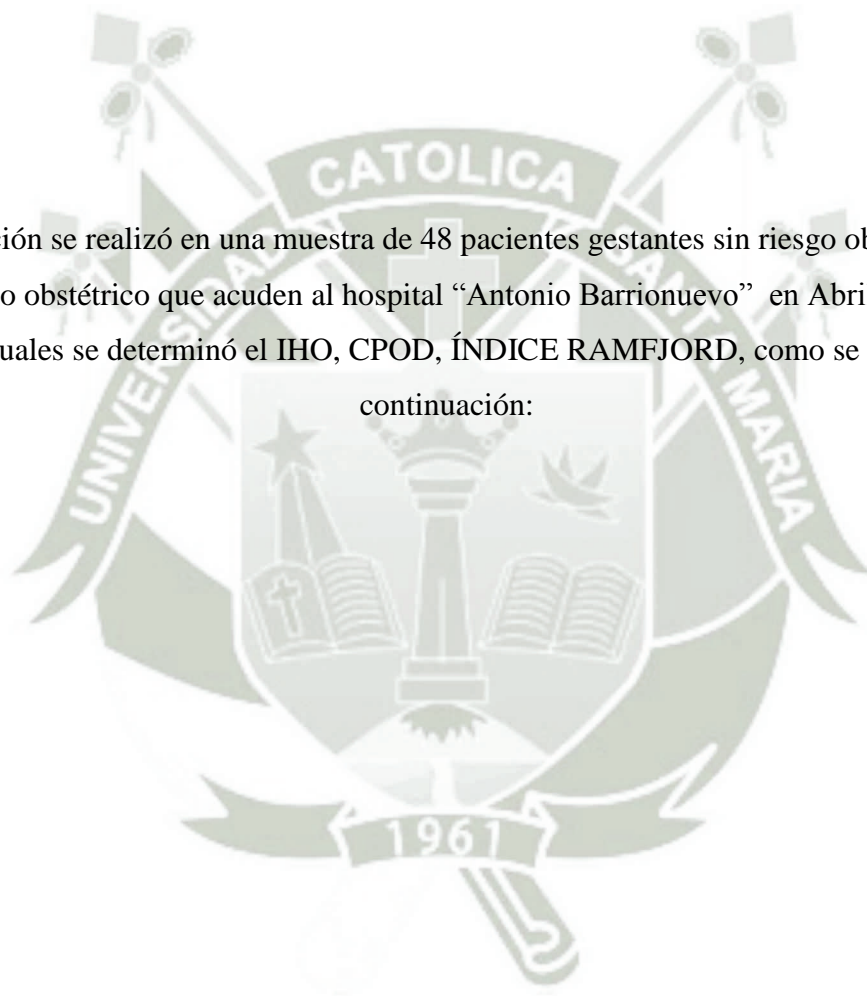 CATOLICA
UNIVERSIDAD
SANTA MARIA
ción se realizó en una muestra de 48 pacientes gestantes sin riesgo ob
o obstétrico que acuden al hospital “Antonio Barrionuevo” en Abri
uales se determinó el IHO, CPOD, ÍNDICE RAMFJORD, como se
continuación:
1961